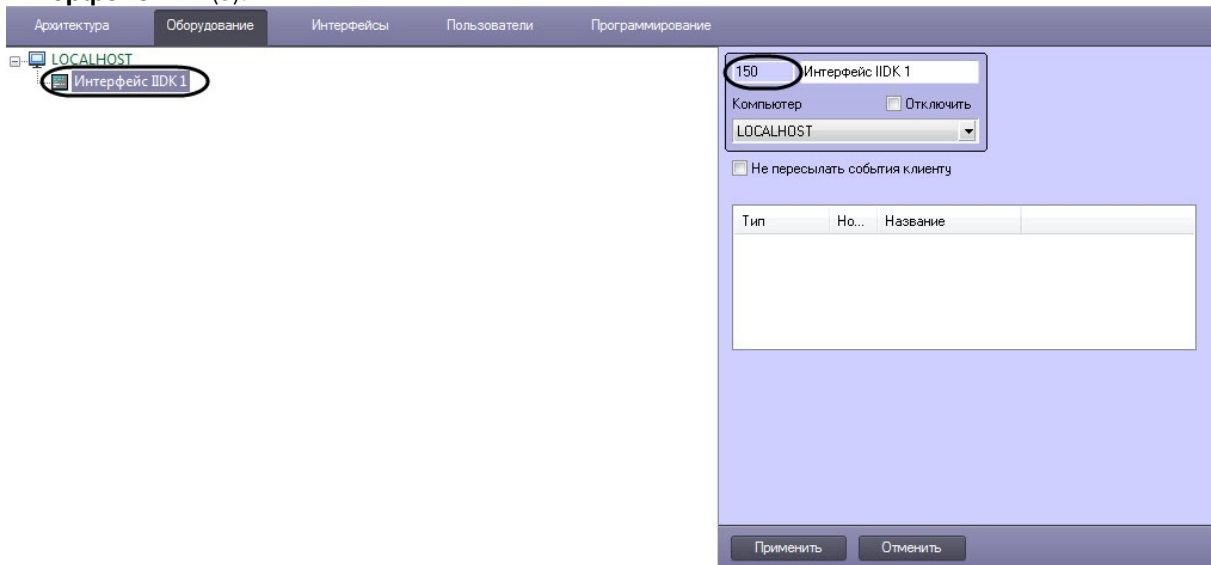 Архитектура Оборудование Интерфейсы Пользователи Программирование
LOCALHOST
Интерфейс IIDK 1
150 Интерфейс IIDK 1
Компьютер Отключить
LOCALHOST
Не пересылать события клиенту
Тип Но... Название
Применить Отменить